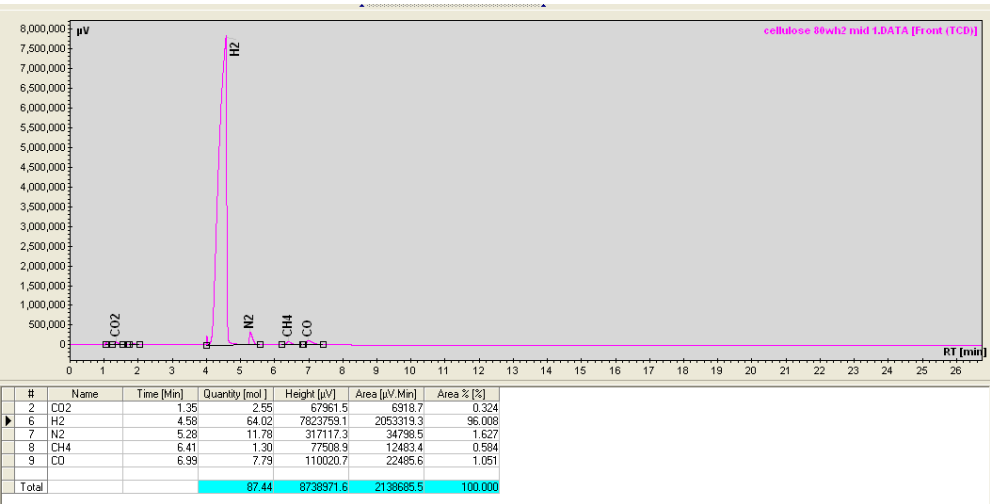 8,000,000 µV cellulose 80wh2 mid 1.DATA [Front (TCD)]
7,500,000
7,000,000
6,500,000
6,000,000
5,500,000
5,000,000
4,500,000
4,000,000
3,500,000
3,000,000
2,500,000
2,000,000
1,500,000
1,000,000
500,000
0
CO2 H2 N2 CH4 CO
RT [min]
0 1 2 3 4 5 6 7 8 9 10 11 12 13 14 15 16 17 18 19 20 21 22 23 24 25 26
# Name Time [Min] Quantity [mol ] Height [µV] Area [µV.Min] Area % [%]
2 CO2 1.35 2.55 67961.5 6918.7 0.324
6 H2 4.58 64.02 7823759.1 2053319.3 96.008
7 N2 5.28 11.78 317117.3 34798.5 1.627
8 CH4 6.41 1.30 77508.9 12483.4 0.584
9 CO 6.99 7.79 110020.7 22485.6 1.051
Total 87.44 8738971.6 2138685.5 100.000